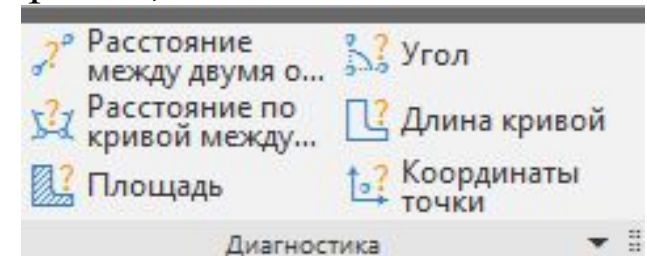 Расстояние
между двумя о...
Угол
Расстояние по
кривой между...
Длина кривой
Площадь
Координаты
точки
Диагностика